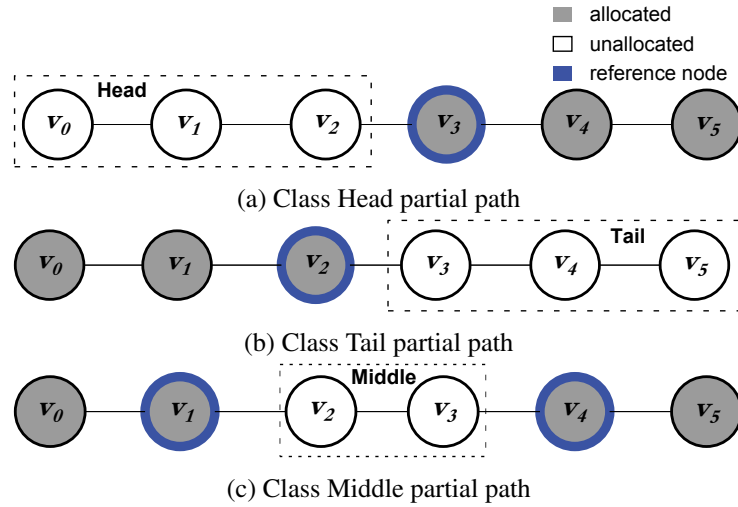 allocated
unallocated
reference node
Head
v0 v1 v2 v3 v4 v5
(a) Class Head partial path
Tail
v0 v1 v2 v3 v4 v5
(b) Class Tail partial path
Middle
v0 v1 v2 v3 v4 v5
(c) Class Middle partial path